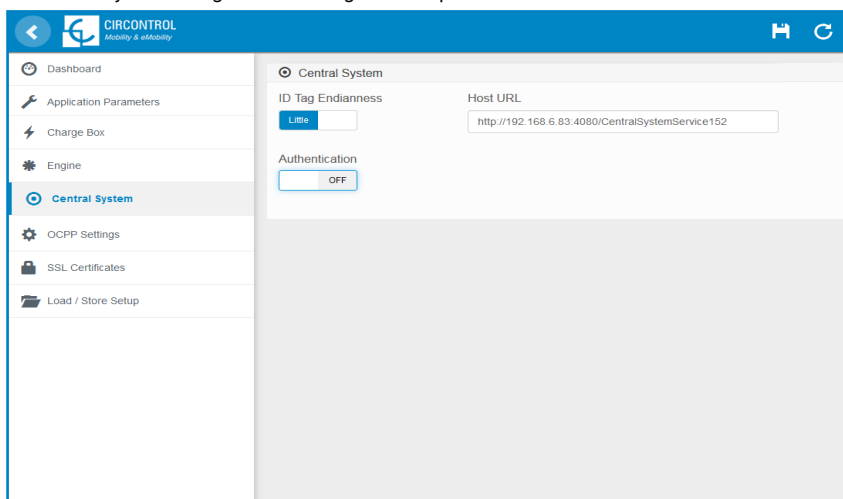 CIRCONTROL
Mobility & eMobility
Dashboard
Application Parameters
Charge Box
Engine
Central System
OCPP Settings
SSL Certificates
Load / Store Setup
Central System
ID Tag Endianness
Host URL
Little
http://192.168.6.83:4080/CentralSystemService152
Authentication
OFF